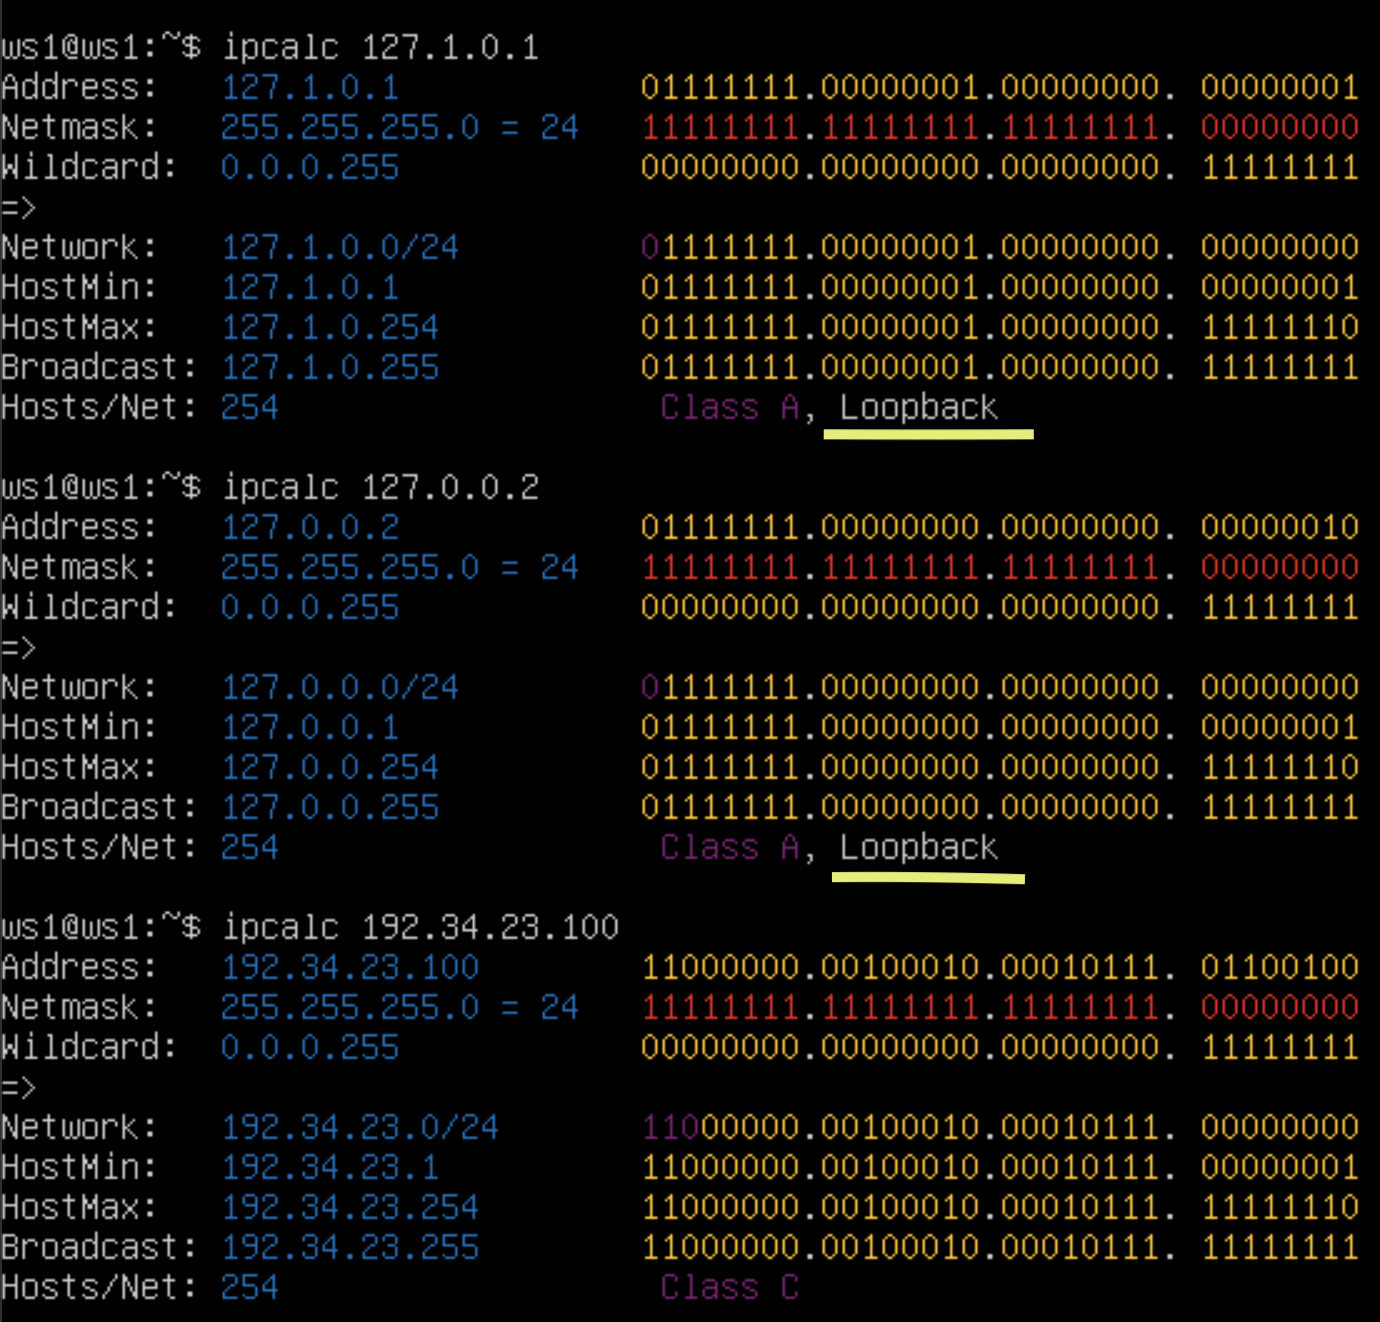 ws1@ws1:~$ ipcalc 127.1.0.1
Address:   127.1.0.1            01111111.00000001.00000000. 00000001
Netmask:   255.255.255.0 = 24   11111111.11111111.11111111. 00000000
Wildcard:  0.0.0.255            00000000.00000000.00000000. 11111111
=>
Network:   127.1.0.0/24         01111111.00000001.00000000. 00000000
HostMin:   127.1.0.1            01111111.00000001.00000000. 00000001
HostMax:   127.1.0.254          01111111.00000001.00000000. 11111110
Broadcast: 127.1.0.255          01111111.00000001.00000000. 11111111
Hosts/Net: 254                   Class A, Loopback
ws1@ws1:~$ ipcalc 127.0.0.2
Address:   127.0.0.2            01111111.00000000.00000000. 00000010
Netmask:   255.255.255.0 = 24   11111111.11111111.11111111. 00000000
Wildcard:  0.0.0.255            00000000.00000000.00000000. 11111111
=>
Network:   127.0.0.0/24         01111111.00000000.00000000. 00000000
HostMin:   127.0.0.1            01111111.00000000.00000000. 00000001
HostMax:   127.0.0.254          01111111.00000000.00000000. 11111110
Broadcast: 127.0.0.255          01111111.00000000.00000000. 11111111
Hosts/Net: 254                   Class A, Loopback
ws1@ws1:~$ ipcalc 192.34.23.100
Address:   192.34.23.100        11000000.00100010.00010111. 01100100
Netmask:   255.255.255.0 = 24   11111111.11111111.11111111. 00000000
Wildcard:  0.0.0.255            00000000.00000000.00000000. 11111111
=>
Network:   192.34.23.0/24       11000000.00100010.00010111. 00000000
HostMin:   192.34.23.1          11000000.00100010.00010111. 00000001
HostMax:   192.34.23.254        11000000.00100010.00010111. 11111110
Broadcast: 192.34.23.255        11000000.00100010.00010111. 11111111
Hosts/Net: 254                   Class C